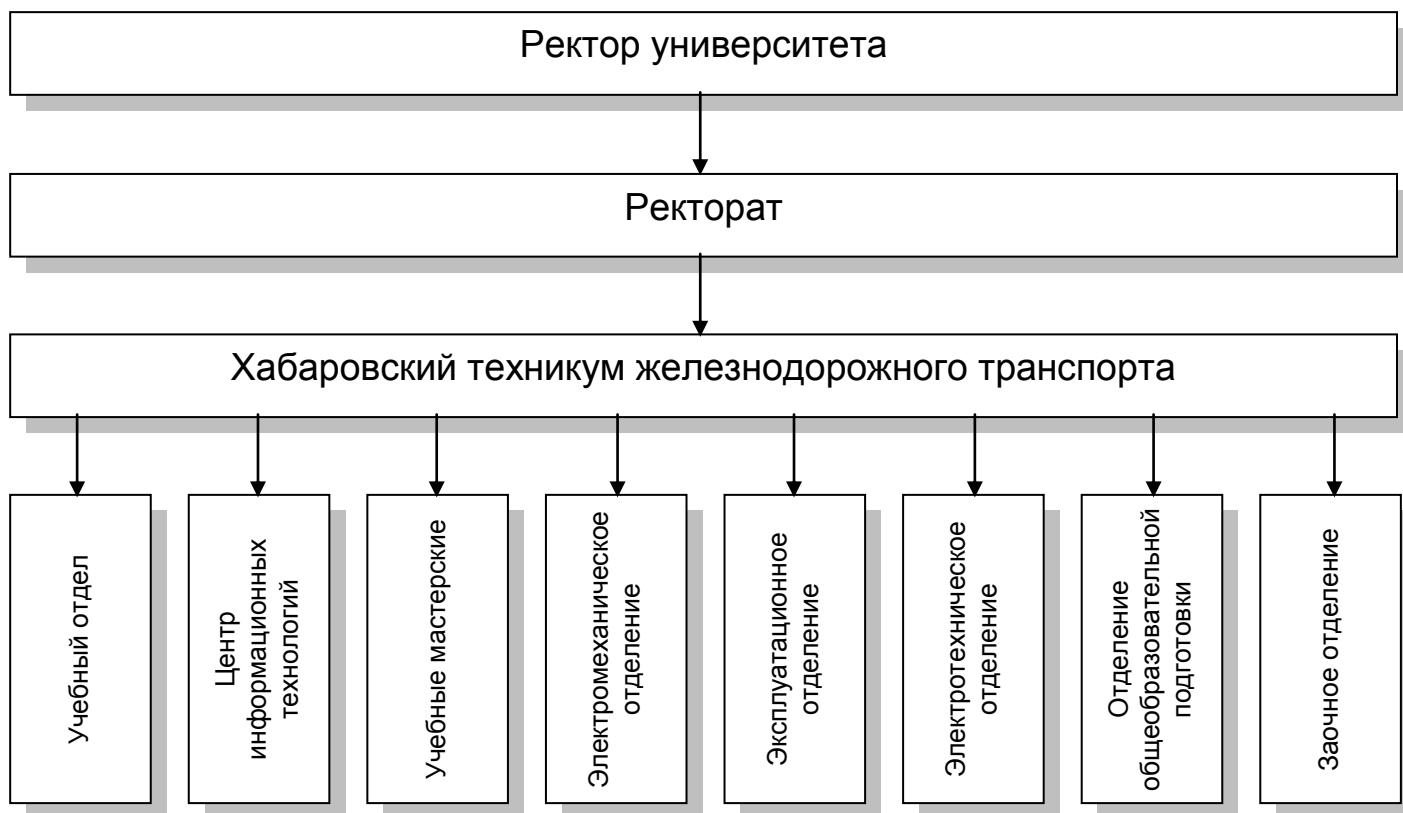 Ректор университета
Ректорат
Хабаровский техникум железнодорожного транспорта
Учебный отдел
Центр
информационных
технологий
Учебные мастерские
Электромеханическое
отделение
Эксплуатационное
отделение
Электротехническое
отделение
Отделение
общеобразовательной
подготовки
Заочное отделение